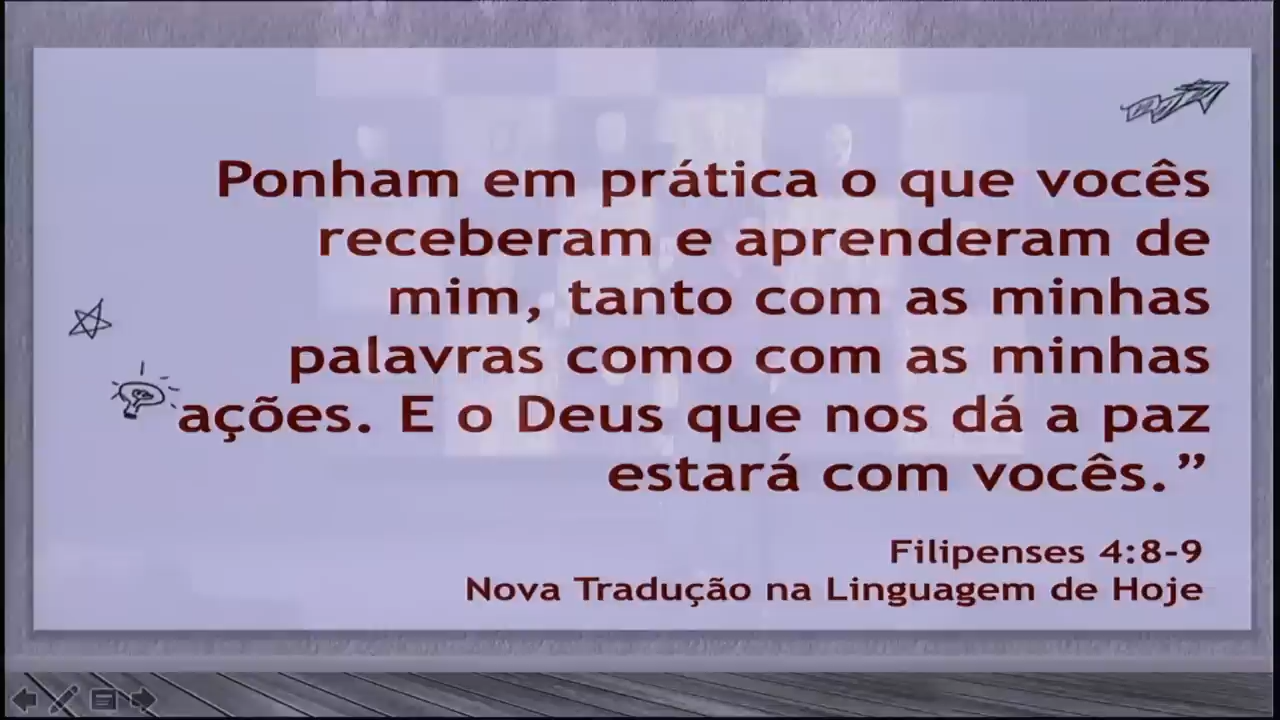 Ponham em prática o que vocês
receberam e aprenderam de
mim, tanto com as minhas
palavras como com as minhas
ações. E o Deus que nos dá a paz
estará com vocês.”
Filipenses 4:8-9
Nova Tradução na Linguagem de Hoje